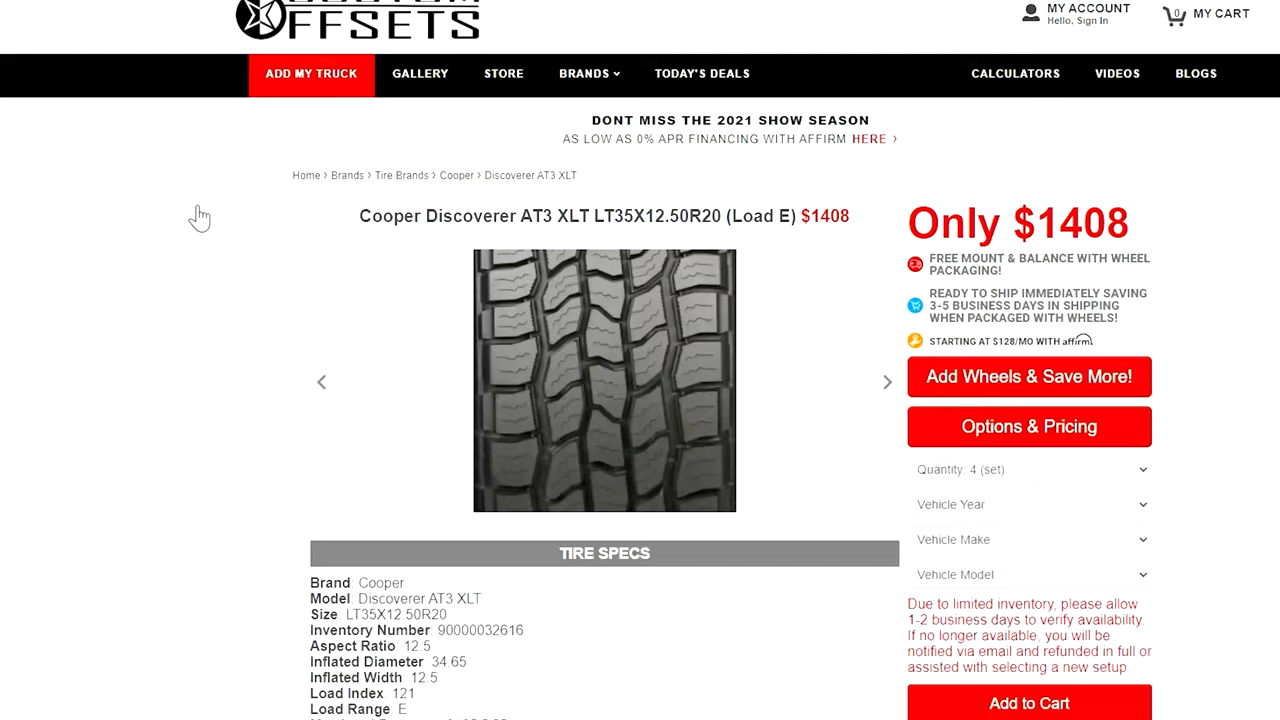 OFFSETS
MY ACCOUNT
Hello, Sign In
0
MY CART
ADD MY TRUCK
GALLERY
STORE
BRANDS
TODAY'S DEALS
CALCULATORS
VIDEOS
BLOGS
DONT MISS THE 2021 SHOW SEASON
AS LOW AS 0% APR FINANCING WITH AFFIRM HERE ›
Home › Brands › Tire Brands › Cooper › Discoverer AT3 XLT
Cooper Discoverer AT3 XLT LT35X12.50R20 (Load E) $1408
Only $1408
FREE MOUNT & BALANCE WITH WHEEL
PACKAGING!
READY TO SHIP IMMEDIATELY SAVING
3-5 BUSINESS DAYS IN SHIPPING
WHEN PACKAGED WITH WHEELS!
STARTING AT $128/MO WITH affirm
Add Wheels & Save More!
Options & Pricing
Quantity: 4 (set)
Vehicle Year
Vehicle Make
Vehicle Model
Due to limited inventory, please allow
1-2 business days to verify availability.
If no longer available, you will be
notified via email and refunded in full or
assisted with selecting a new setup.
Add to Cart
TIRE SPECS
Brand: Cooper
Model: Discoverer AT3 XLT
Size: LT35X12.50R20
Inventory Number: 90000032616
Aspect Ratio: 12.5
Inflated Diameter: 34.65
Inflated Width: 12.5
Load Index: 121
Load Range: E